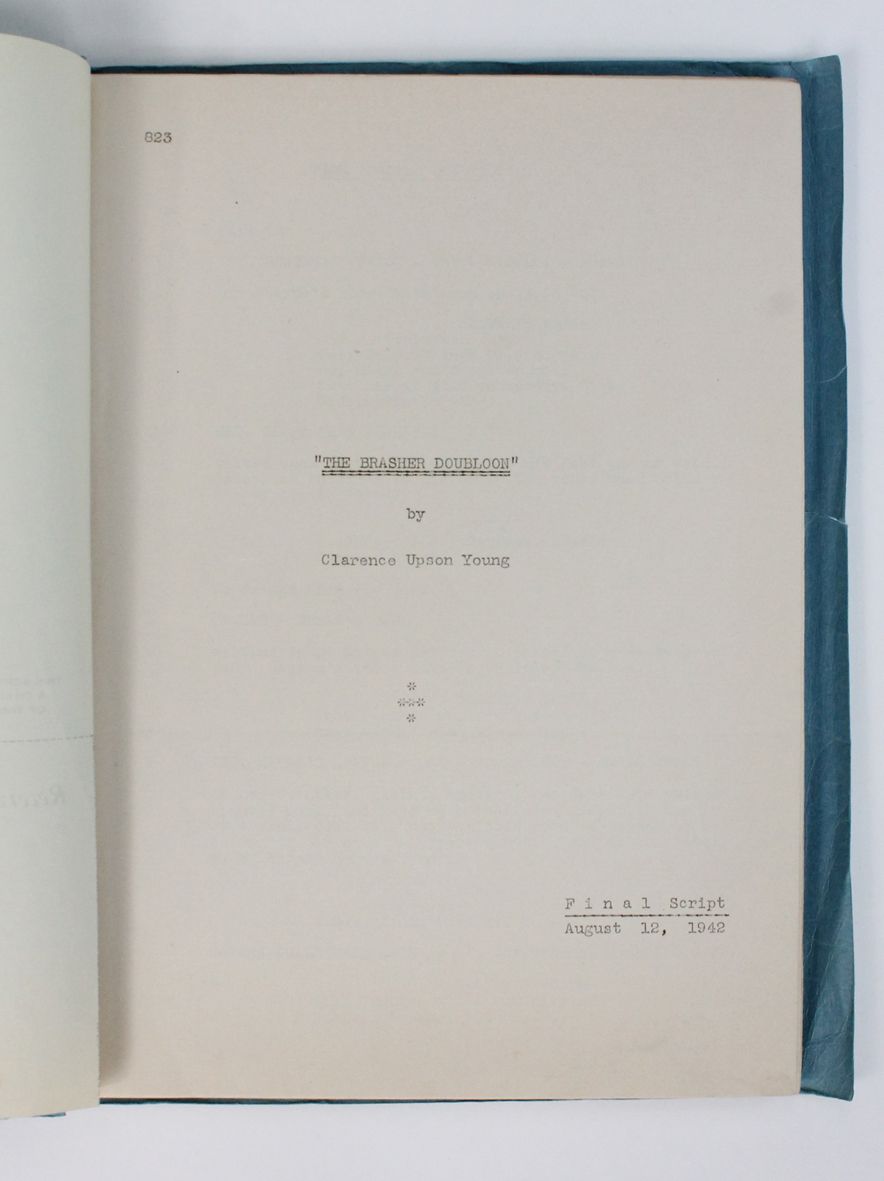 823
"THE BRASHER DOUBLOON"
by
Clarence Upson Young
*
***
*
F i n a l Script
August 12, 1942